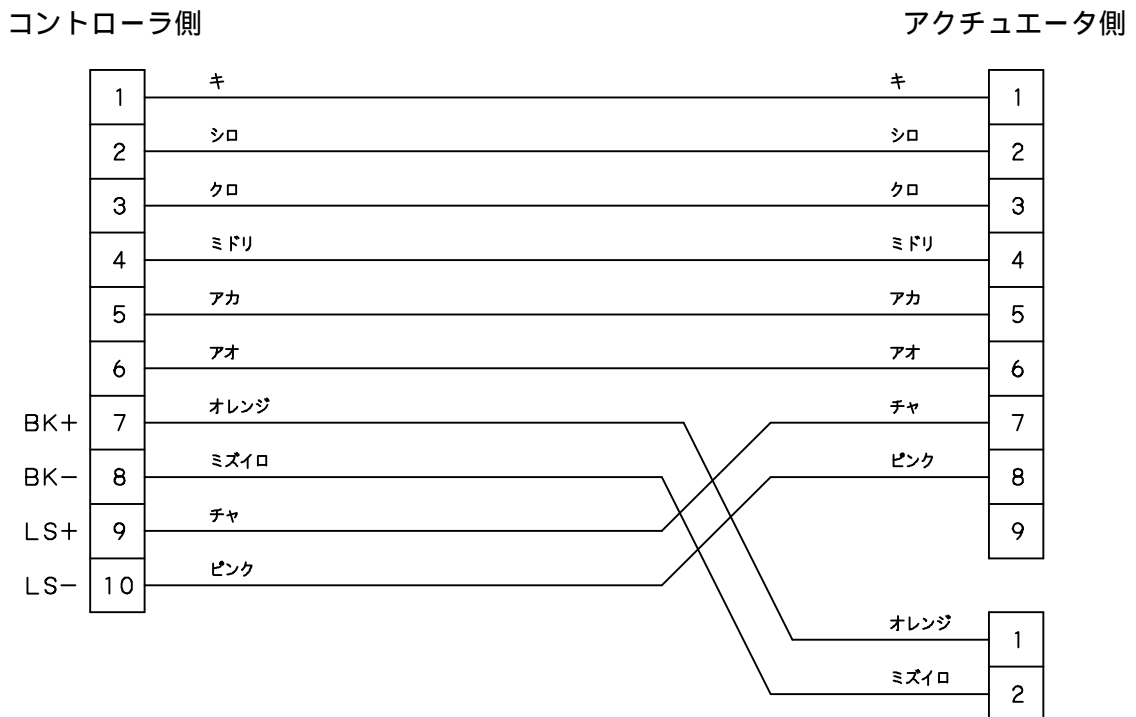 コントローラ側 アクチュエータ側
キ キ
1 1
シロ シロ
2 2
クロ クロ
3 3
ミドリ ミドリ
4 4
アカ アカ
5 5
アオ アオ
6 6
オレンジ チャ
BK+ 7 7
ミズイロ ピンク
BK− 8 8
チャ
LS+ 9 9
ピンク
LS− 10
オレンジ
1
ミズイロ
2